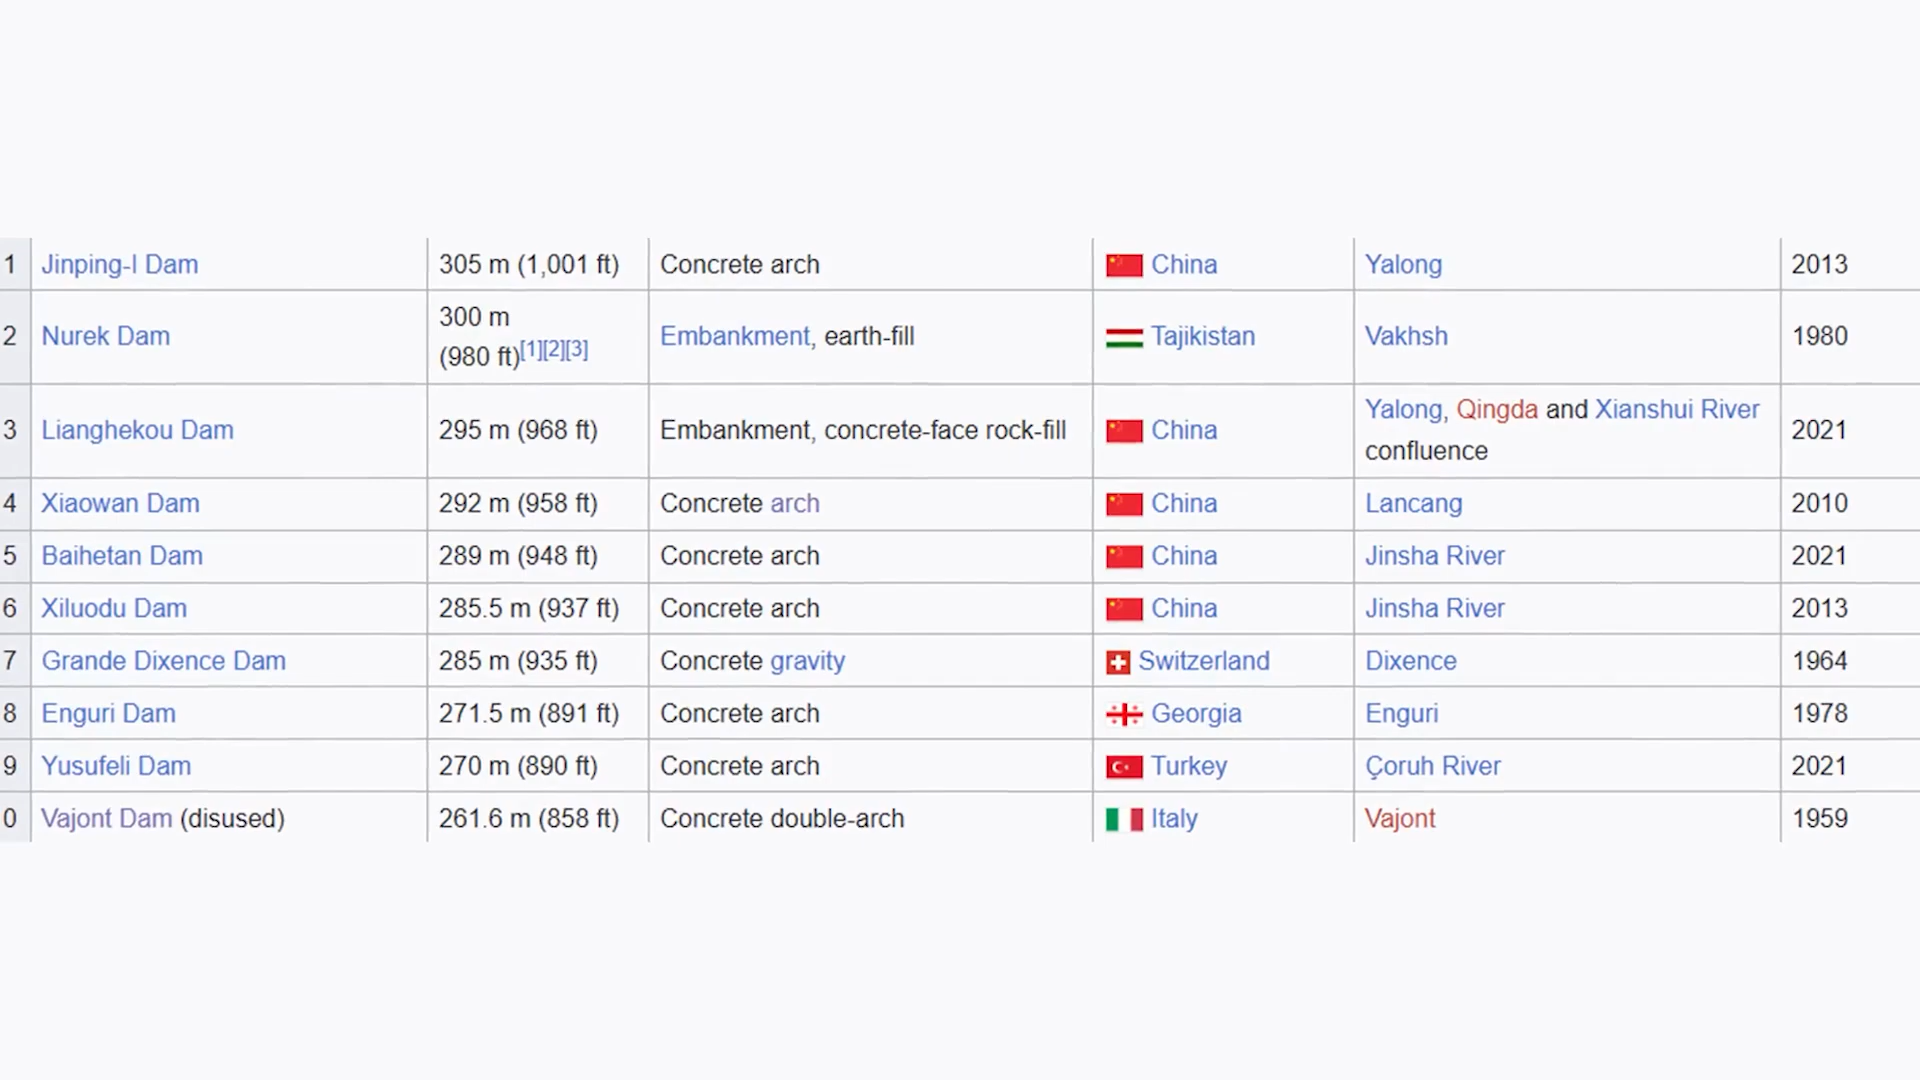 1 Jinping-I Dam 305 m (1,001 ft) Concrete arch China Yalong 2013
2 Nurek Dam 300 m (980 ft)[1][2][3] Embankment, earth-fill Tajikistan Vakhsh 1980
3 Lianghekou Dam 295 m (968 ft) Embankment, concrete-face rock-fill China Yalong, Qingda and Xianshui River confluence 2021
4 Xiaowan Dam 292 m (958 ft) Concrete arch China Lancang 2010
5 Baihetan Dam 289 m (948 ft) Concrete arch China Jinsha River 2021
6 Xiluodu Dam 285.5 m (937 ft) Concrete arch China Jinsha River 2013
7 Grande Dixence Dam 285 m (935 ft) Concrete gravity Switzerland Dixence 1964
8 Enguri Dam 271.5 m (891 ft) Concrete arch Georgia Enguri 1978
9 Yusufeli Dam 270 m (890 ft) Concrete arch Turkey Çoruh River 2021
0 Vajont Dam (disused) 261.6 m (858 ft) Concrete double-arch Italy Vajont 1959